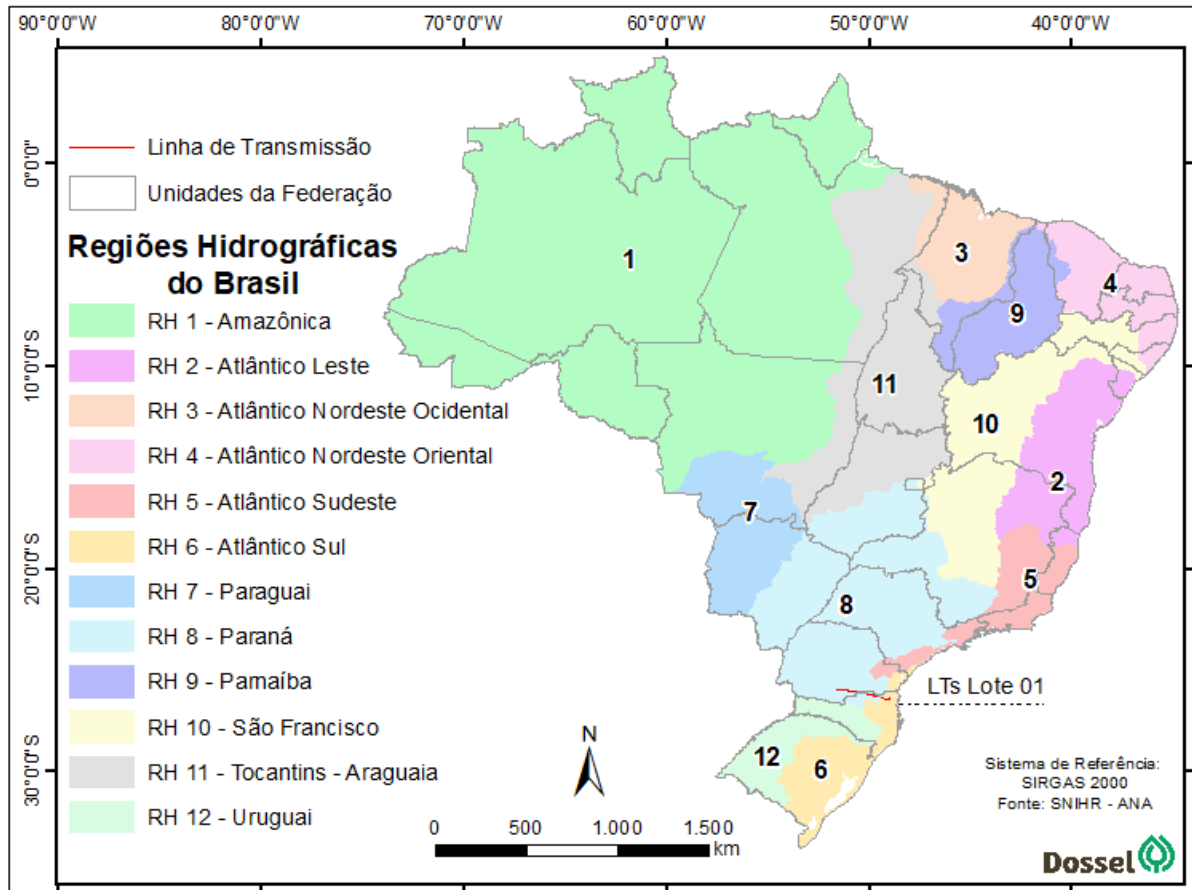 90°0'0"W 80°0'0"W 70°0'0"W 60°0'0"W 50°0'0"W 40°0'0"W
0°0'0"
10°0'0"S
20°0'0"S
30°0'0"S
Linha de Transmissão
Unidades da Federação
Regiões Hidrográficas
do Brasil
RH 1 - Amazônica
RH 2 - Atlântico Leste
RH 3 - Atlântico Nordeste Ocidental
RH 4 - Atlântico Nordeste Oriental
RH 5 - Atlântico Sudeste
RH 6 - Atlântico Sul
RH 7 - Paraguai
RH 8 - Paraná
RH 9 - Parnaíba
RH 10 - São Francisco
RH 11 - Tocantins - Araguaia
RH 12 - Uruguai
1
3
4
9
11
10
2
7
5
8
LTs Lote 01
12
6
N
0 500 1.000 1.500
km
Sistema de Referência:
SIRGAS 2000
Fonte: SNIHR - ANA
Dossel